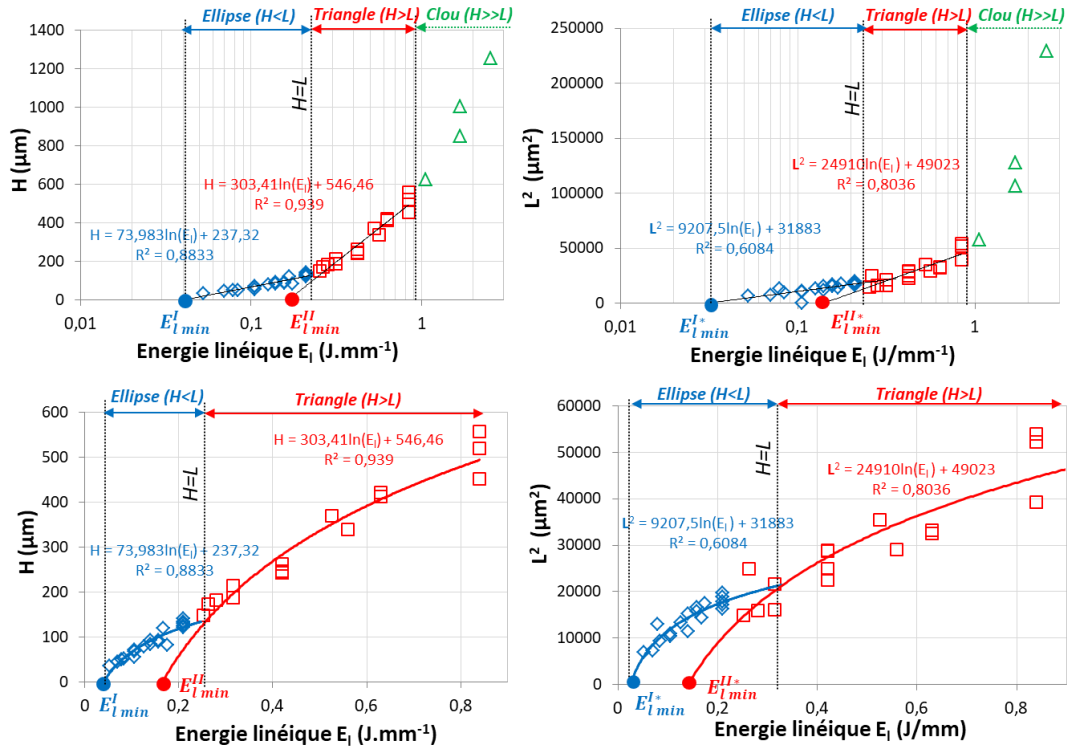 Ellipse (H<L) Triangle (H>L) Clou (H>>L)
1400
1200
1000
800
600
400
200
0
H (µm)
H=L
H = 303,41ln(El) + 546,46
R² = 0,939
H = 73,983ln(El) + 237,32
R² = 0,8833
0,01 0,1 1
E I l min
E II l min
Energie linéique El (J.mm-1)
Ellipse (H<L) Triangle (H>L) Clou (H>>L)
250000
200000
150000
100000
50000
0
L² (µm²)
H=L
L² = 24910ln(El) + 49023
R² = 0,8036
L² = 9207,5ln(El) + 31883
R² = 0,6084
0,01 0,1 1
E I* l min
E II* l min
Energie linéique El (J/mm-1)
Ellipse (H<L) Triangle (H>L)
600
500
400
300
200
100
0
H (µm)
H=L
H = 303,41ln(El) + 546,46
R² = 0,939
H = 73,983ln(El) + 237,32
R² = 0,8833
0 0,2 0,4 0,6 0,8
E I l min
E II l min
Energie linéique El (J.mm-1)
Ellipse (H<L) Triangle (H>L)
60000
50000
40000
30000
20000
10000
0
L² (µm²)
H=L
L² = 24910ln(El) + 49023
R² = 0,8036
L² = 9207,5ln(El) + 31883
R² = 0,6084
0 0,2 0,4 0,6 0,8
E I* l min
E II* l min
Energie linéique El (J/mm)